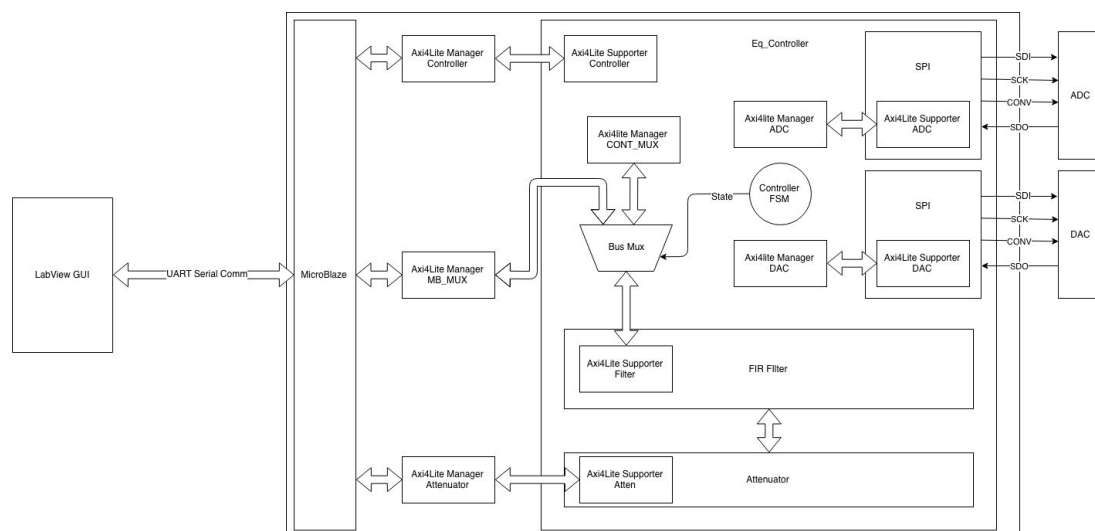 Eq_Controller
Axi4Lite Manager
Controller
Axi4Lite Supporter
Controller
SPI
SDI
SCK
CONV
SDO
ADC
Axi4lite Manager
ADC
Axi4Lite Supporter
ADC
Axi4lite Manager
CONT_MUX
State
Controller
FSM
SPI
SDI
SCK
CONV
SDO
DAC
Bus Mux
Axi4lite Manager
DAC
Axi4Lite Supporter
DAC
LabView GUI
UART Serial Comm
MicroBlaze
Axi4Lite Manager
MB_MUX
Axi4Lite Supporter
Filter
FIR FIlter
Axi4Lite Manager
Attenuator
Axi4Lite Supporter
Atten
Attenuator